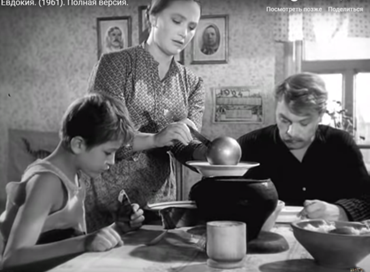 Евдокия. (1961). Полная версия.
Посмотреть позже
Поделиться